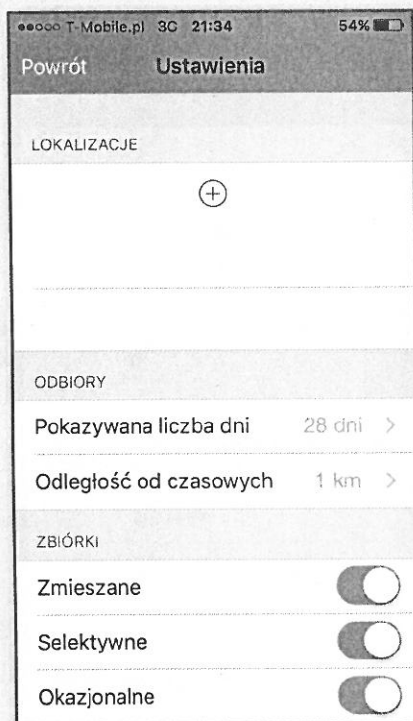 T-Mobile.pl 3G 21:34 54%
Powrót Ustawienia
LOKALIZACJE
ODBIORY
Pokazywana liczba dni 28 dni >
Odległość od czasowych 1 km >
ZBIÓRKI
Zmieszane
Selektywne
Okazjonalne